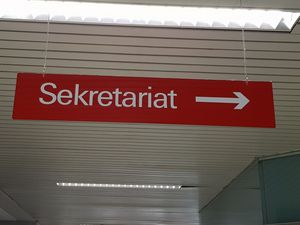 Sekretariat →